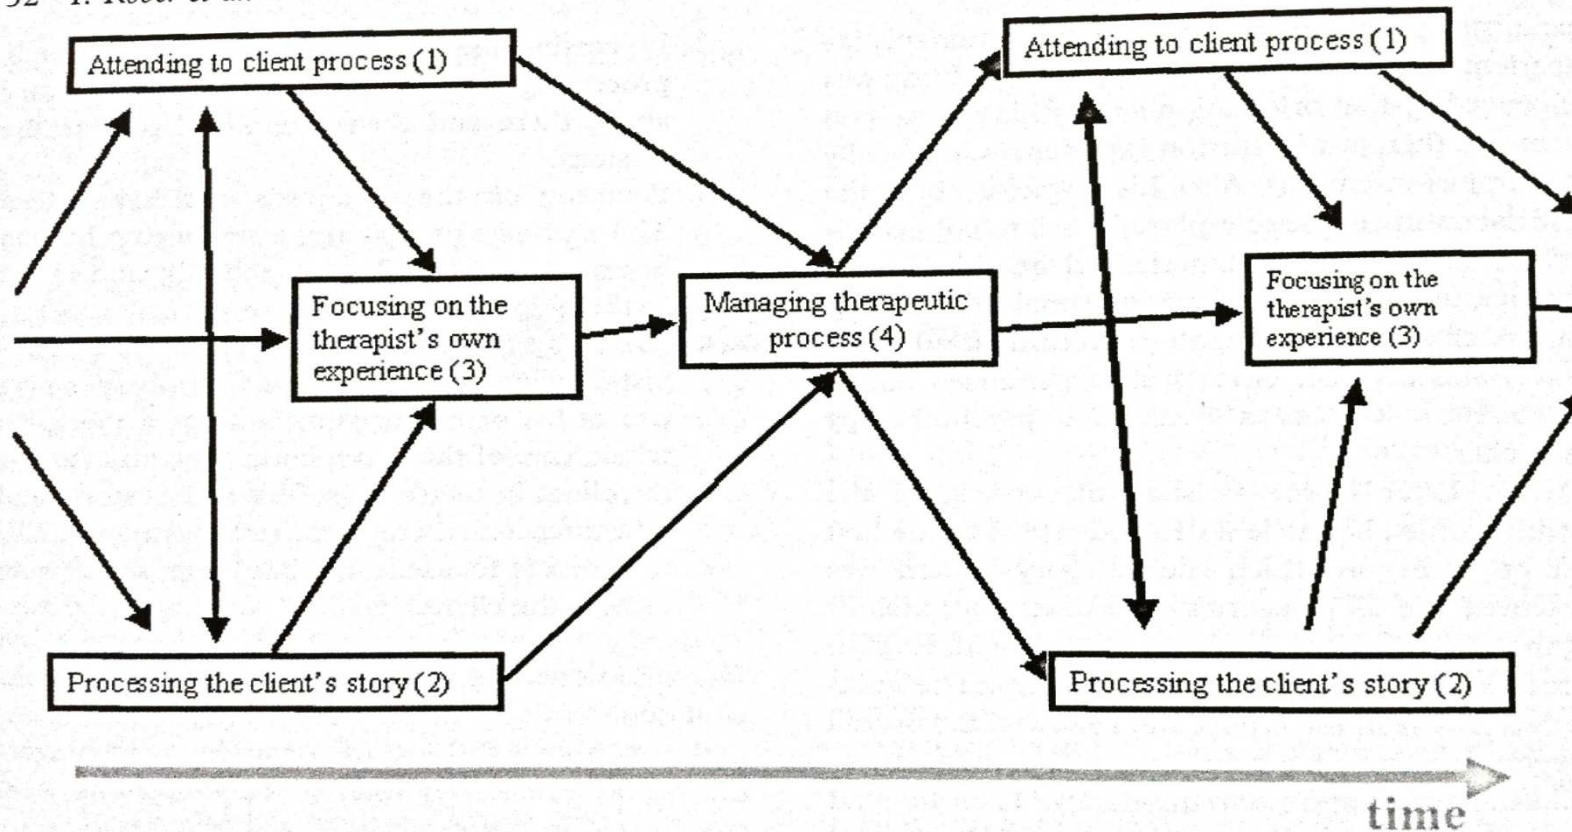 Attending to client process (1)
Focusing on the
therapist's own
experience (3)
Processing the client's story (2)
Managing therapeutic
process (4)
Attending to client process (1)
Focusing on the
therapist's own
experience (3)
Processing the client's story (2)
time